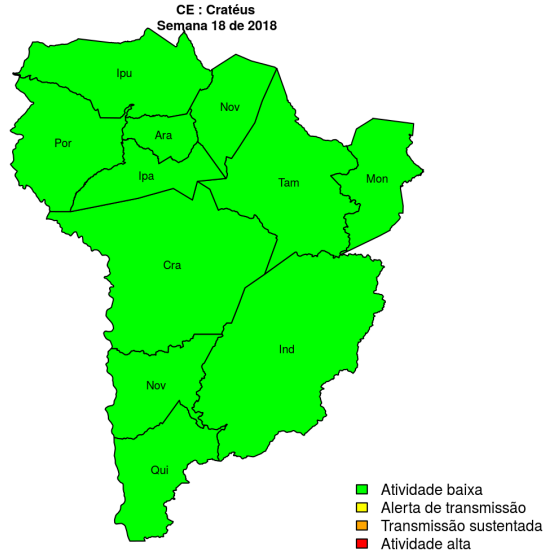 CE : Cratéus
Semana 18 de 2018
Ipu
Nov
Por
Ara
Ipa
Tam
Mon
Cra
Ind
Nov
Qui
Atividade baixa
Alerta de transmissão
Transmissão sustentada
Atividade alta